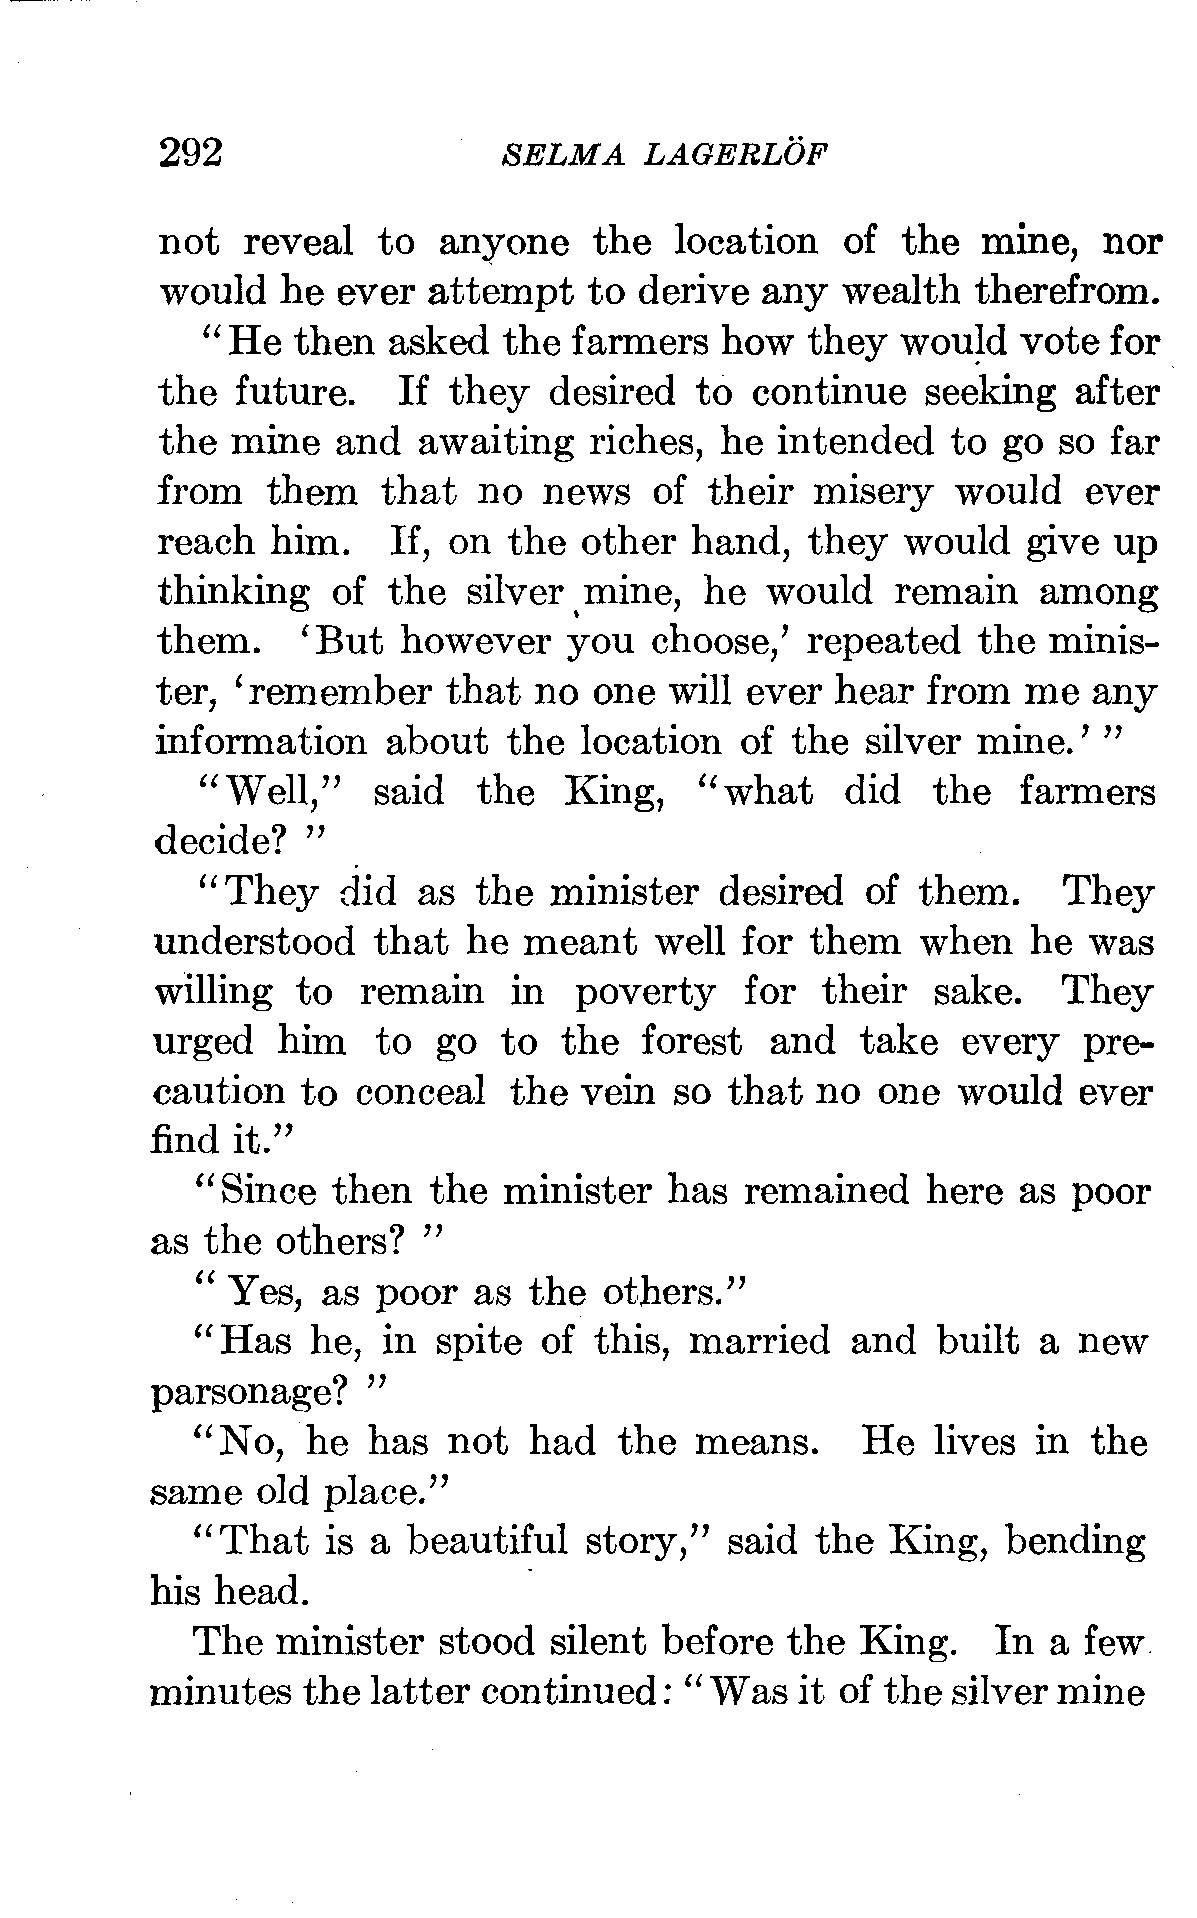 292 SELMA LAGERLÖF
not reveal to anyone the location of the mine, nor
would he ever attempt to derive any wealth therefrom.
"He then asked the farmers how they would vote for
the future. If they desired to continue seeking after
the mine and awaiting riches, he intended to go so far
from them that no news of their misery would ever
reach him. If, on the other hand, they would give up
thinking of the silver mine, he would remain among
them. 'But however you choose,' repeated the minis-
ter, 'remember that no one will ever hear from me any
information about the location of the silver mine.' "
"Well," said the King, "what did the farmers
decide? "
"They did as the minister desired of them. They
understood that he meant well for them when he was
willing to remain in poverty for their sake. They
urged him to go to the forest and take every pre-
caution to conceal the vein so that no one would ever
find it."
"Since then the minister has remained here as poor
as the others? "
" Yes, as poor as the others."
"Has he, in spite of this, married and built a new
parsonage? "
"No, he has not had the means. He lives in the
same old place."
"That is a beautiful story," said the King, bending
his head.
The minister stood silent before the King. In a few
minutes the latter continued: "Was it of the silver mine